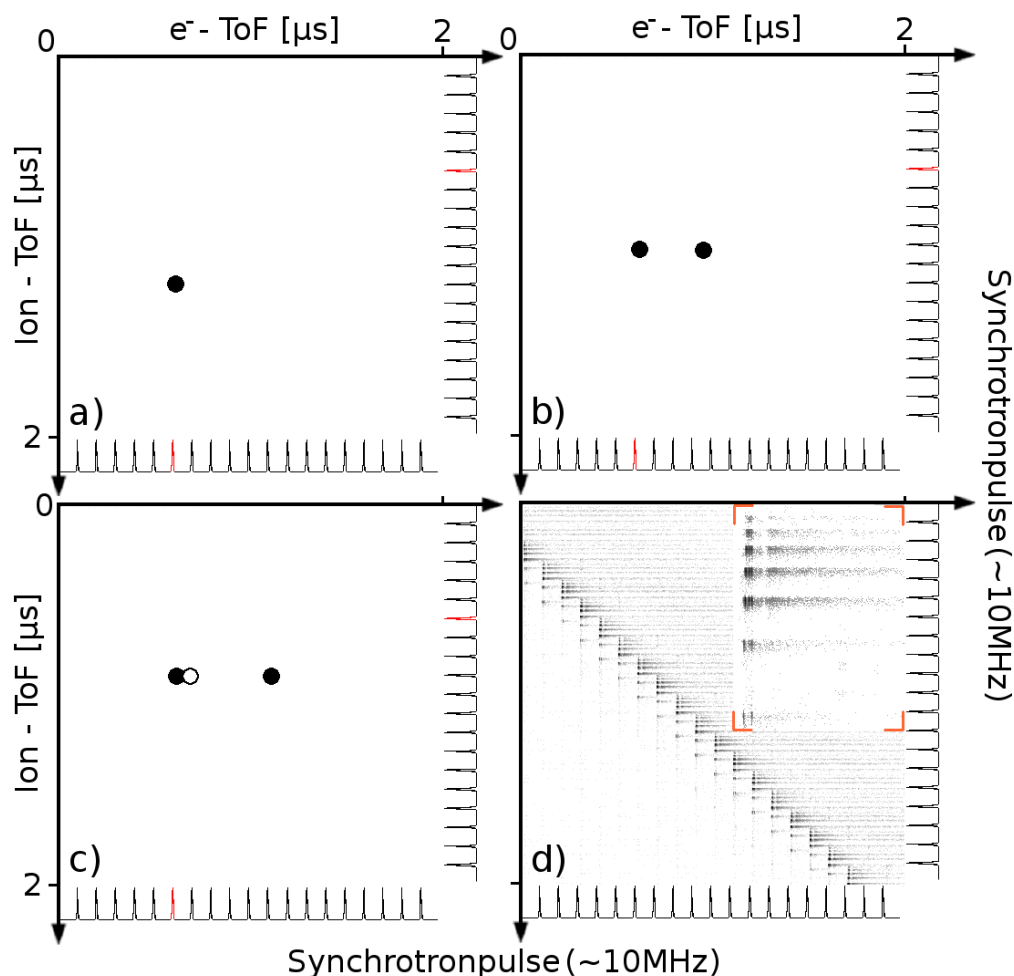 0 e⁻ - ToF [µs] 2
0 e⁻ - ToF [µs] 2
Ion - ToF [µs]
a)
b)
2
Synchrotronpulse (~10MHz)
0
Ion - ToF [µs]
c)
d)
2
Synchrotronpulse (~10MHz)